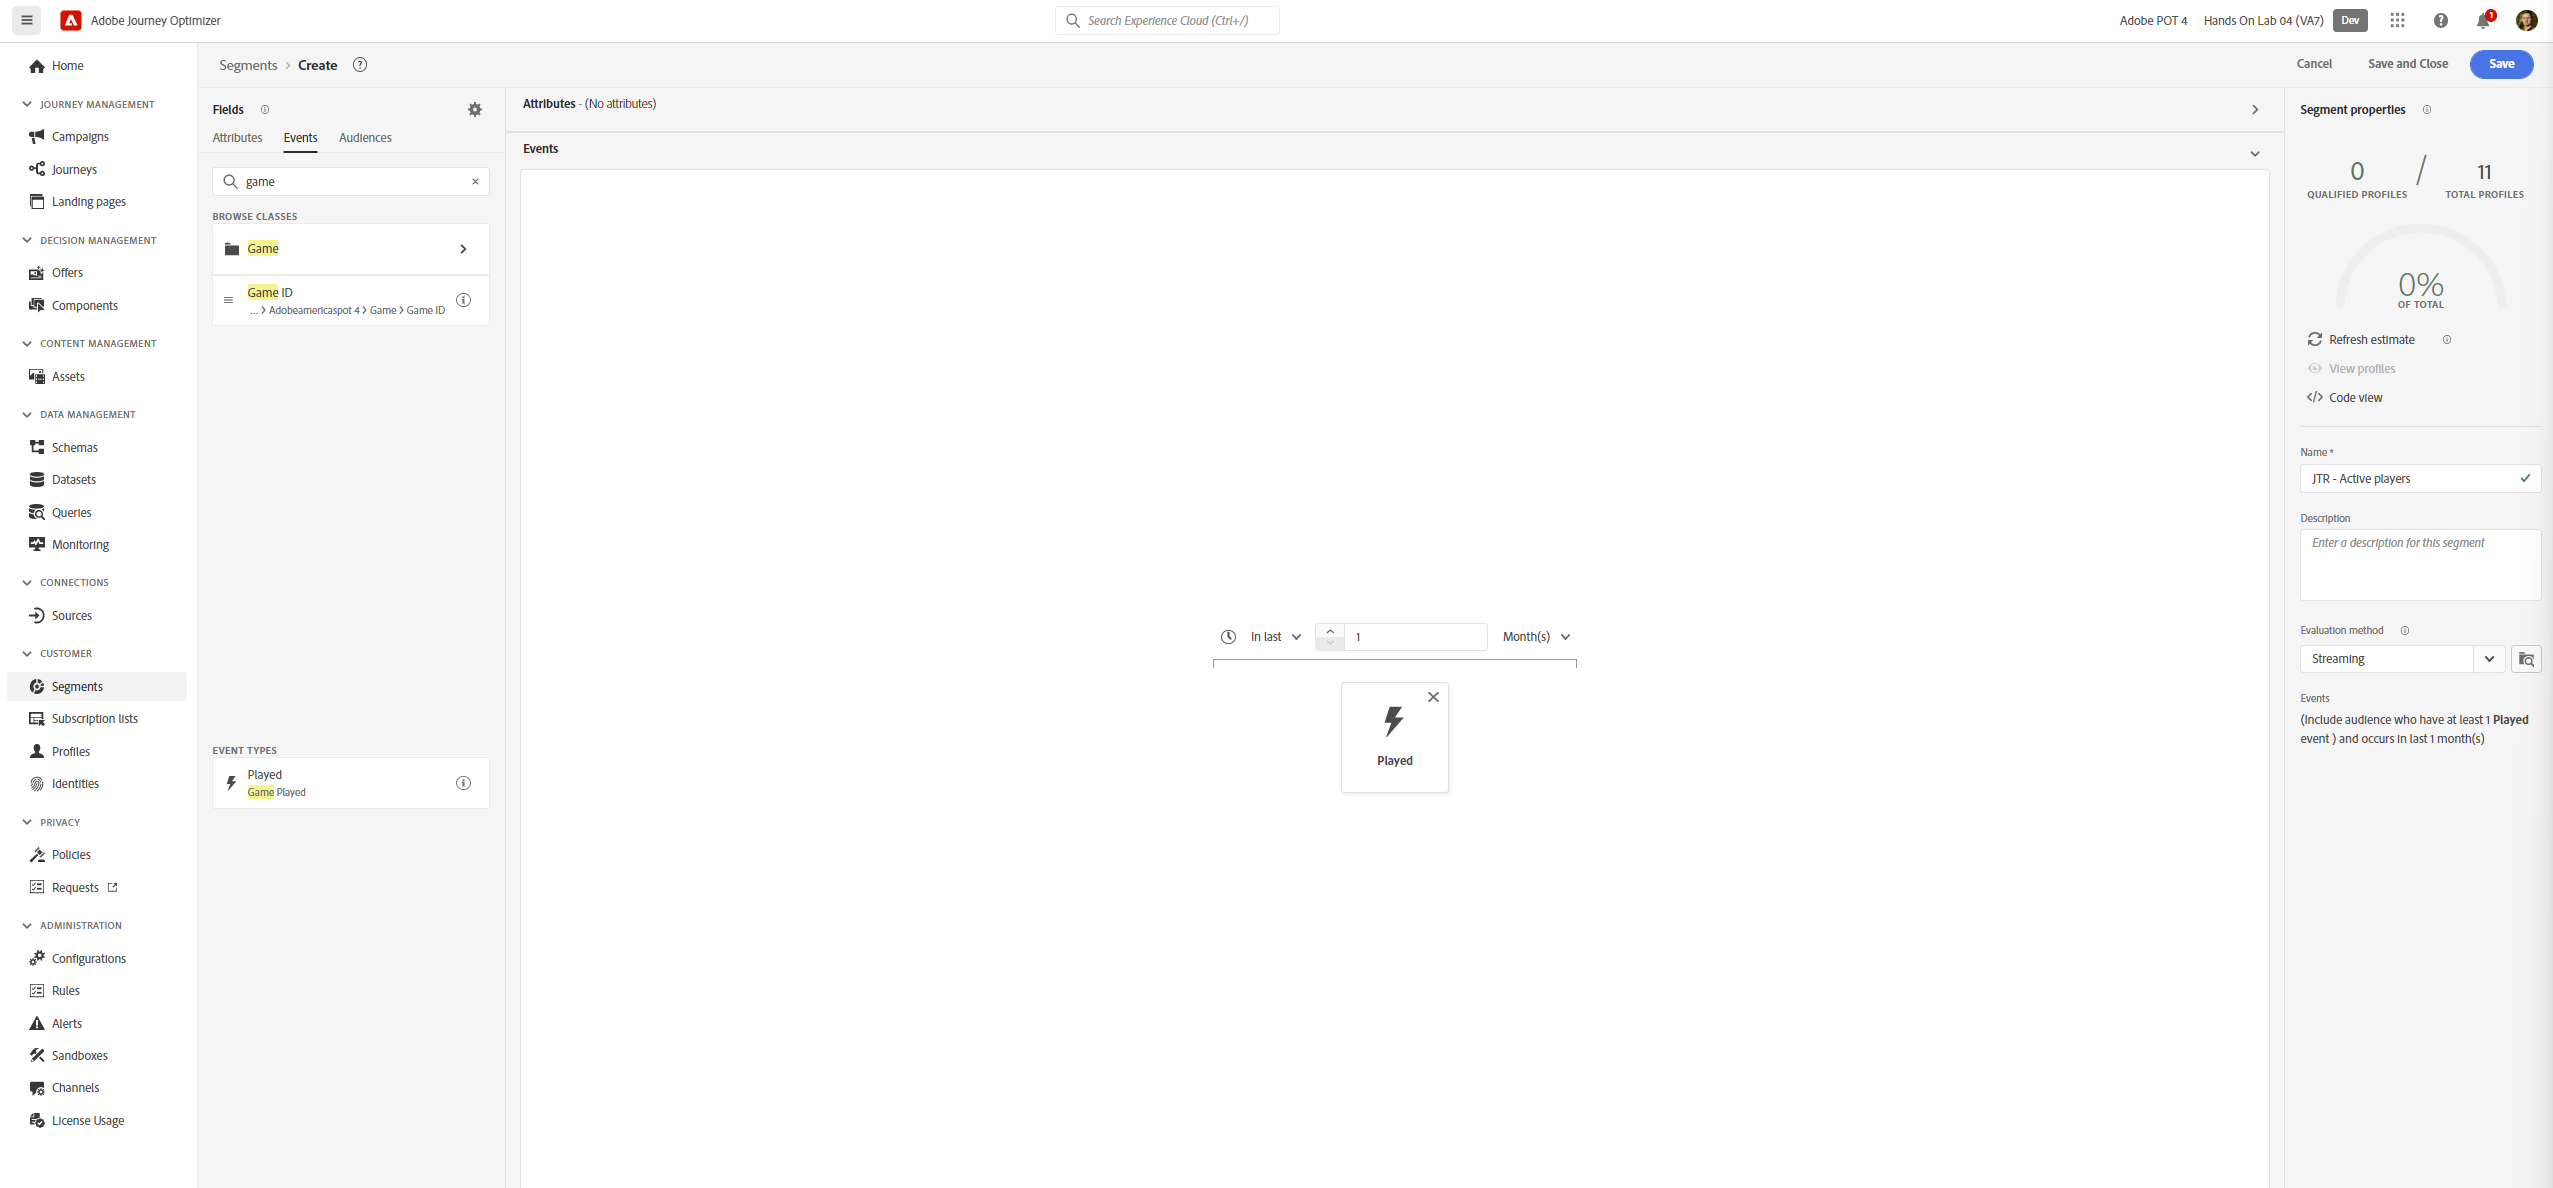 Adobe Journey Optimizer
Search Experience Cloud (Ctrl+/)
Adobe POT 4
Hands On Lab 04 (VA7)
Dev
1
Home
JOURNEY MANAGEMENT
Campaigns
Journeys
Landing pages
DECISION MANAGEMENT
Offers
Components
CONTENT MANAGEMENT
Assets
DATA MANAGEMENT
Schemas
Datasets
Queries
Monitoring
CONNECTIONS
Sources
CUSTOMER
Segments
Subscription lists
Profiles
Identities
PRIVACY
Policies
Requests
ADMINISTRATION
Configurations
Rules
Alerts
Sandboxes
Channels
License Usage
Segments > Create
Cancel
Save and Close
Save
Fields
Attributes
Events
Audiences
game
BROWSE CLASSES
Game
Game ID
... > Adobeamericaspot 4 > Game > Game ID
EVENT TYPES
Played
Game Played
Attributes - (No attributes)
Events
In last
1
Month(s)
Played
Segment properties
0 / 11
QUALIFIED PROFILES
TOTAL PROFILES
0%
OF TOTAL
Refresh estimate
View profiles
</> Code view
Name *
JTR - Active players
Description
Enter a description for this segment
Evaluation method
Streaming
Events
(Include audience who have at least 1 Played
event ) and occurs in last 1 month(s)